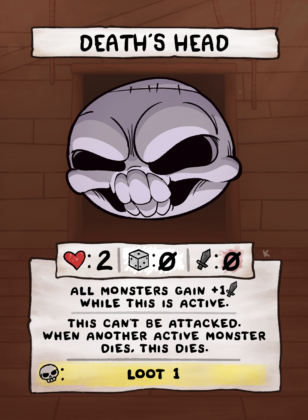 DEATH'S HEAD
: 2 : Ø : Ø
ALL MONSTERS GAIN +1
WHILE THIS IS ACTIVE.
THIS CAN'T BE ATTACKED.
WHEN ANOTHER ACTIVE MONSTER
DIES, THIS DIES.
: LOOT 1